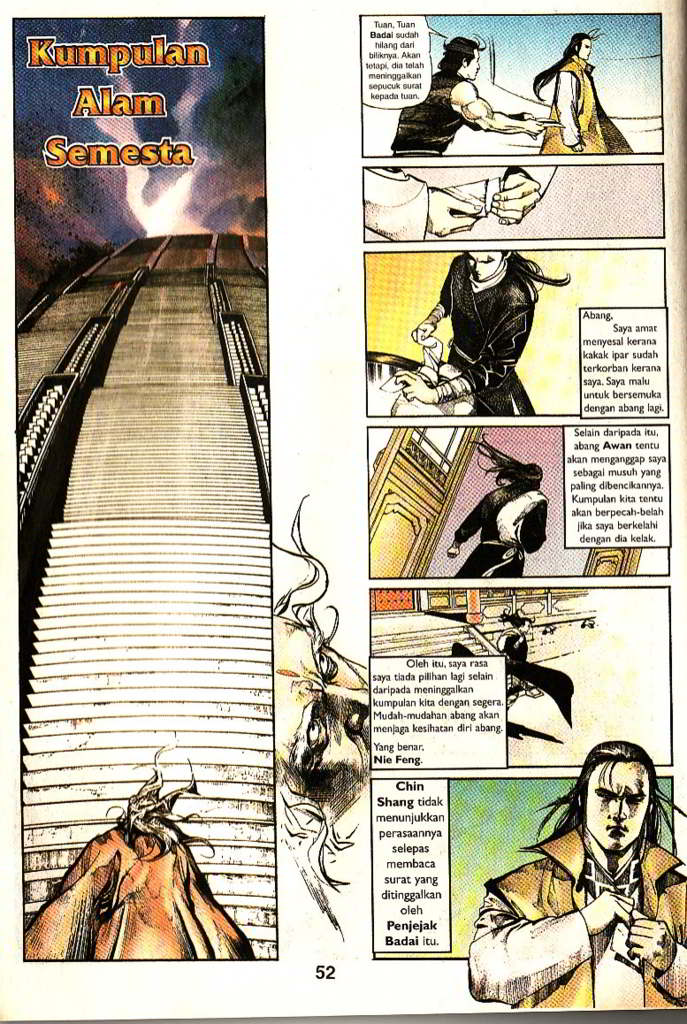 Kumpulan
Alam
Semesta
Tuan, Tuan
Badai sudah
hilang dari
biliknya. Akan
tetapi, dia telah
meninggalkan
sepucuk surat
kepada tuan.
Abang,
Saya amat
menyesal kerana
kakak ipar sudah
terkorban kerana
saya. Saya malu
untuk bersemuka
dengan abang lagi.
Selain daripada itu,
abang Awan tentu
akan menganggap saya
sebagai musuh yang
paling dibencikannya.
Kumpulan kita tentu
akan berpecah-belah
jika saya berkelahi
dengan dia kelak.
Oleh itu, saya rasa
saya tiada pilihan lagi selain
daripada meninggalkan
kumpulan kita dengan segera.
Mudah-mudahan abang akan
menjaga kesihatan diri abang.
Yang benar,
Nie Feng.
Chin
Shang tidak
menunjukkan
perasaannya
selepas
membaca
surat yang
ditinggalkan
oleh
Penjejak
Badai itu.
52